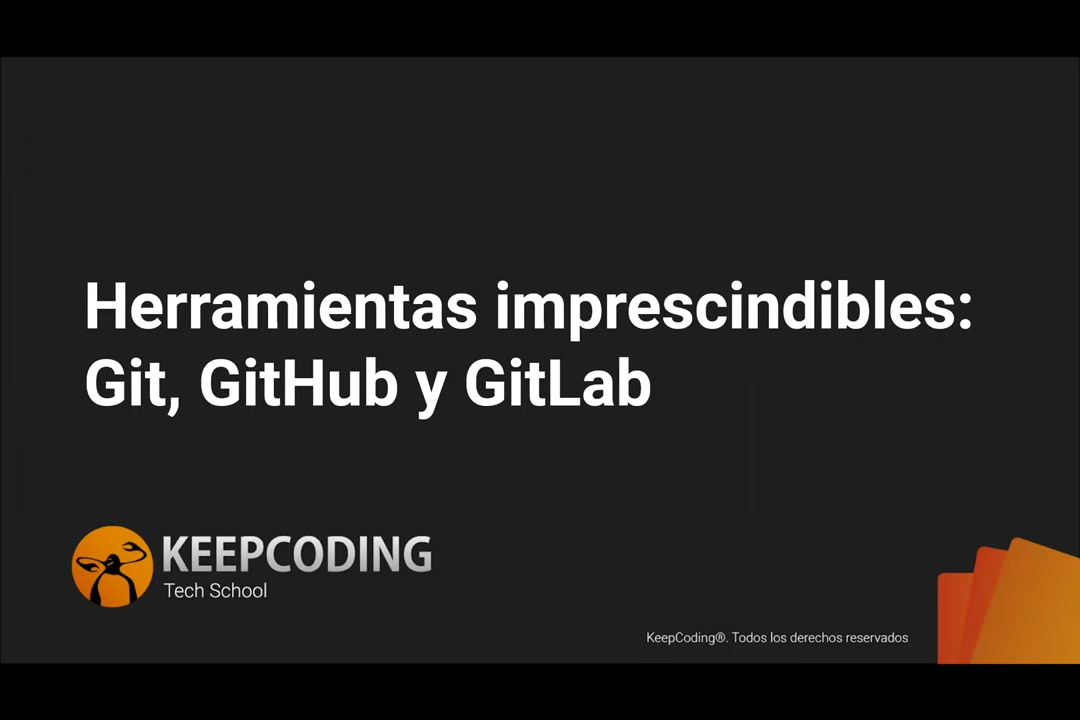 Herramientas imprescindibles:
Git, GitHub y GitLab
KEEPCODING
Tech School
KeepCoding®. Todos los derechos reservados